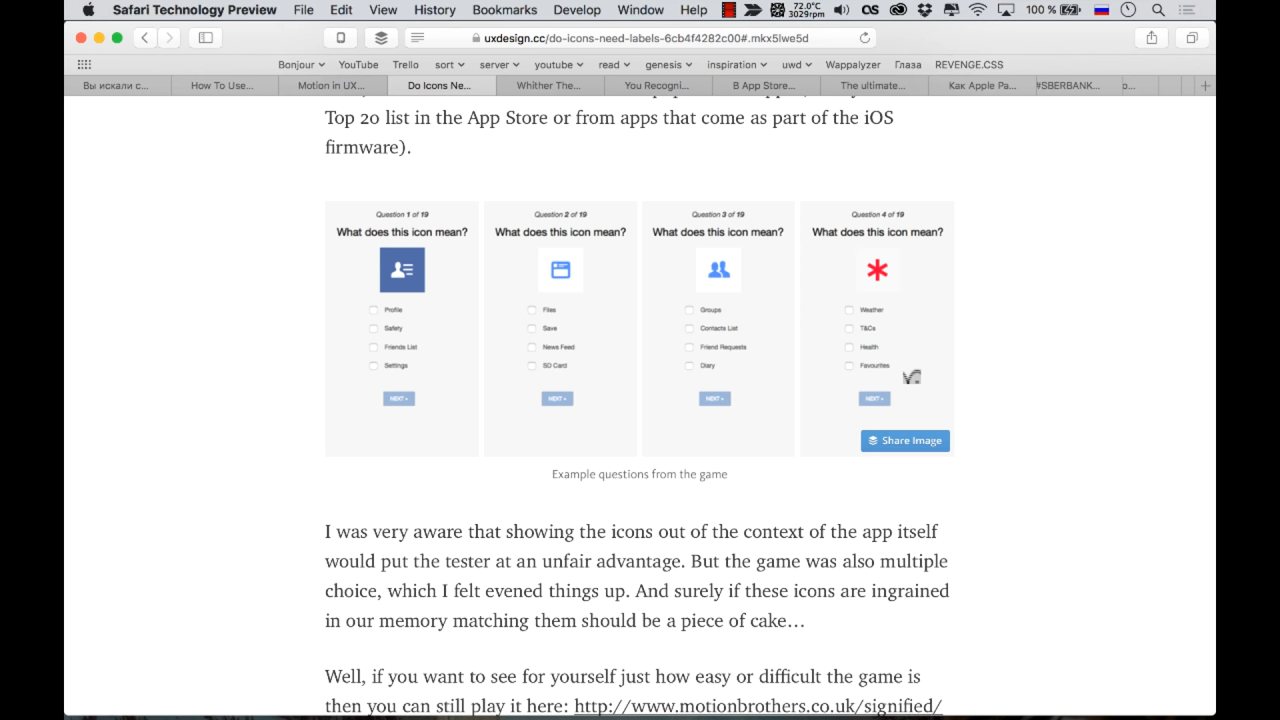 Safari Technology Preview File Edit View History Bookmarks Develop Window Help 72.0°C 3029rpm 100 %
uxdesign.cc/do-icons-need-labels-6cb4f4282c00#.mkx5lwe5d
Bonjour YouTube Trello sort server youtube read genesis inspiration uwd Wappalyzer Глаза REVENGE.CSS
Вы искали с... How To Use... Motion in UX... Do Icons Ne... Whither The... You Recogni... В App Store... The ultimate... Как Apple Pa... #SBERBANK...
Top 20 list in the App Store or from apps that come as part of the iOS
firmware).
Question 1 of 19 Question 2 of 19 Question 3 of 19 Question 4 of 19
What does this icon mean? What does this icon mean? What does this icon mean? What does this icon mean?
Profile Files Groups Weather
Safety Save Contacts List T&Cs
Friends List News Feed Friend Requests Health
Settings SD Card Diary Favourites
NEXT » NEXT » NEXT » NEXT »
Share Image
Example questions from the game
I was very aware that showing the icons out of the context of the app itself
would put the tester at an unfair advantage. But the game was also multiple
choice, which I felt evened things up. And surely if these icons are ingrained
in our memory matching them should be a piece of cake…
Well, if you want to see for yourself just how easy or difficult the game is
then you can still play it here: http://www.motionbrothers.co.uk/signified/